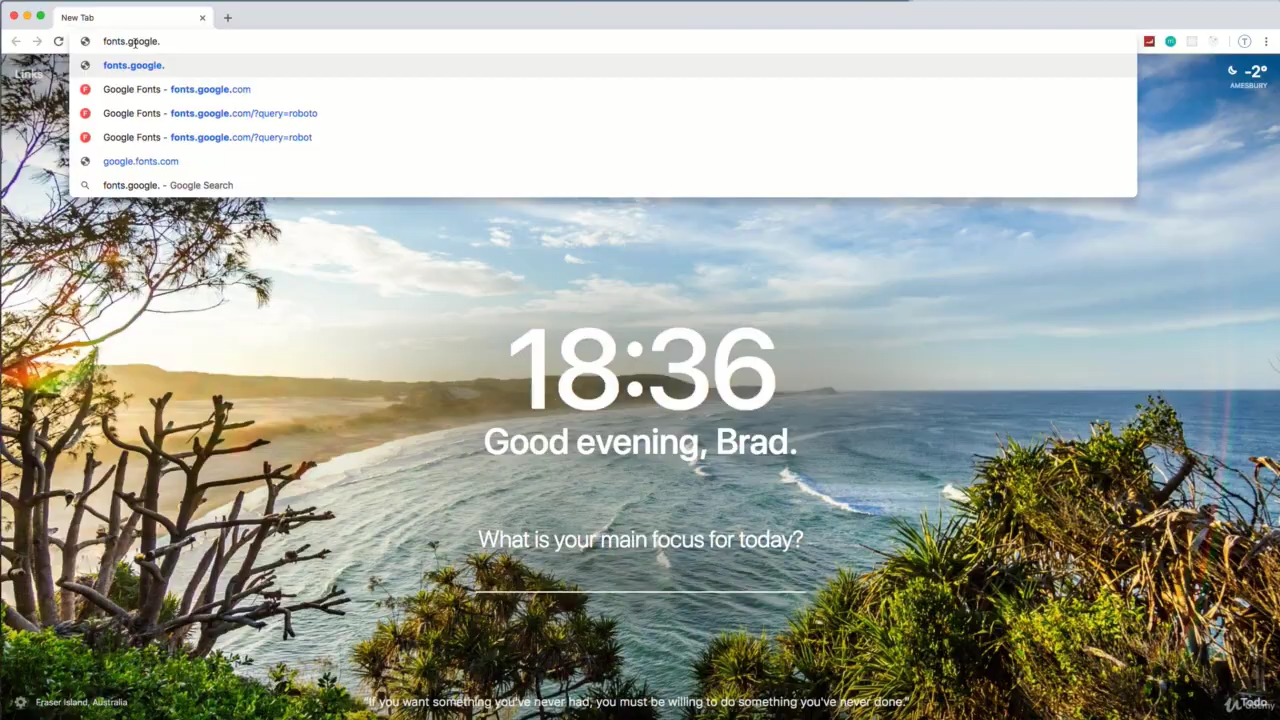 New Tab
fonts.google.
fonts.google.
Google Fonts - fonts.google.com
Google Fonts - fonts.google.com/?query=roboto
Google Fonts - fonts.google.com/?query=robot
google.fonts.com
fonts.google. - Google Search
Links
-2°
AMESBURY
18:36
Good evening, Brad.
What is your main focus for today?
Fraser Island, Australia
"If you want something you've never had, you must be willing to do something you've never done."
Todo
Udemy